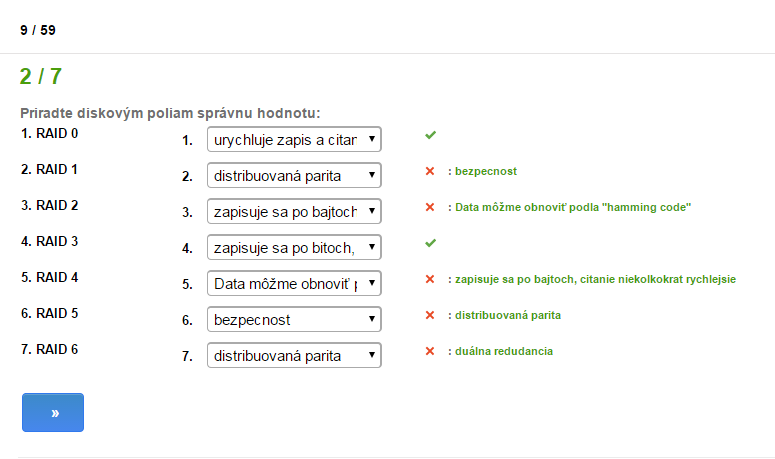 9 / 59
2 / 7
Priradte diskovým poliam správnu hodnotu:
1. RAID 0 1. urychluje zapis a citan
2. RAID 1 2. distribuovaná parita : bezpecnost
3. RAID 2 3. zapisuje sa po bajtoch : Data môžme obnoviť podla "hamming code"
4. RAID 3 4. zapisuje sa po bitoch,
5. RAID 4 5. Data môžme obnoviť : zapisuje sa po bajtoch, citanie niekolkokrat rychlejsie
6. RAID 5 6. bezpecnost : distribuovaná parita
7. RAID 6 7. distribuovaná parita : duálna redudancia
»